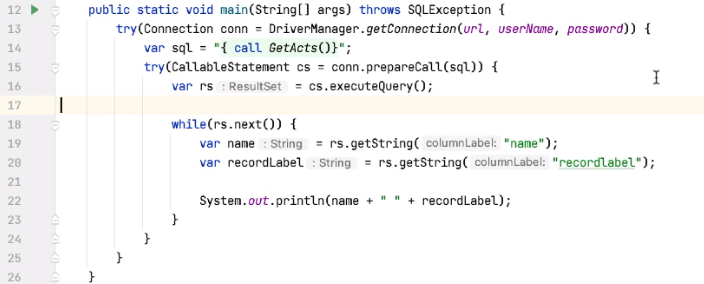 12 public static void main(String[] args) throws SQLException {
13 try(Connection conn = DriverManager.getConnection(url, userName, password)) {
14 var sql = "{ call GetActs()}";
15 try(CallableStatement cs = conn.prepareCall(sql)) {
16 var rs : ResultSet = cs.executeQuery();
17
18 while(rs.next()) {
19 var name : String = rs.getString( columnLabel: "name");
20 var recordLabel : String = rs.getString( columnLabel: "recordlabel");
21
22 System.out.println(name + " " + recordLabel);
23 }
24 }
25 }
26 }